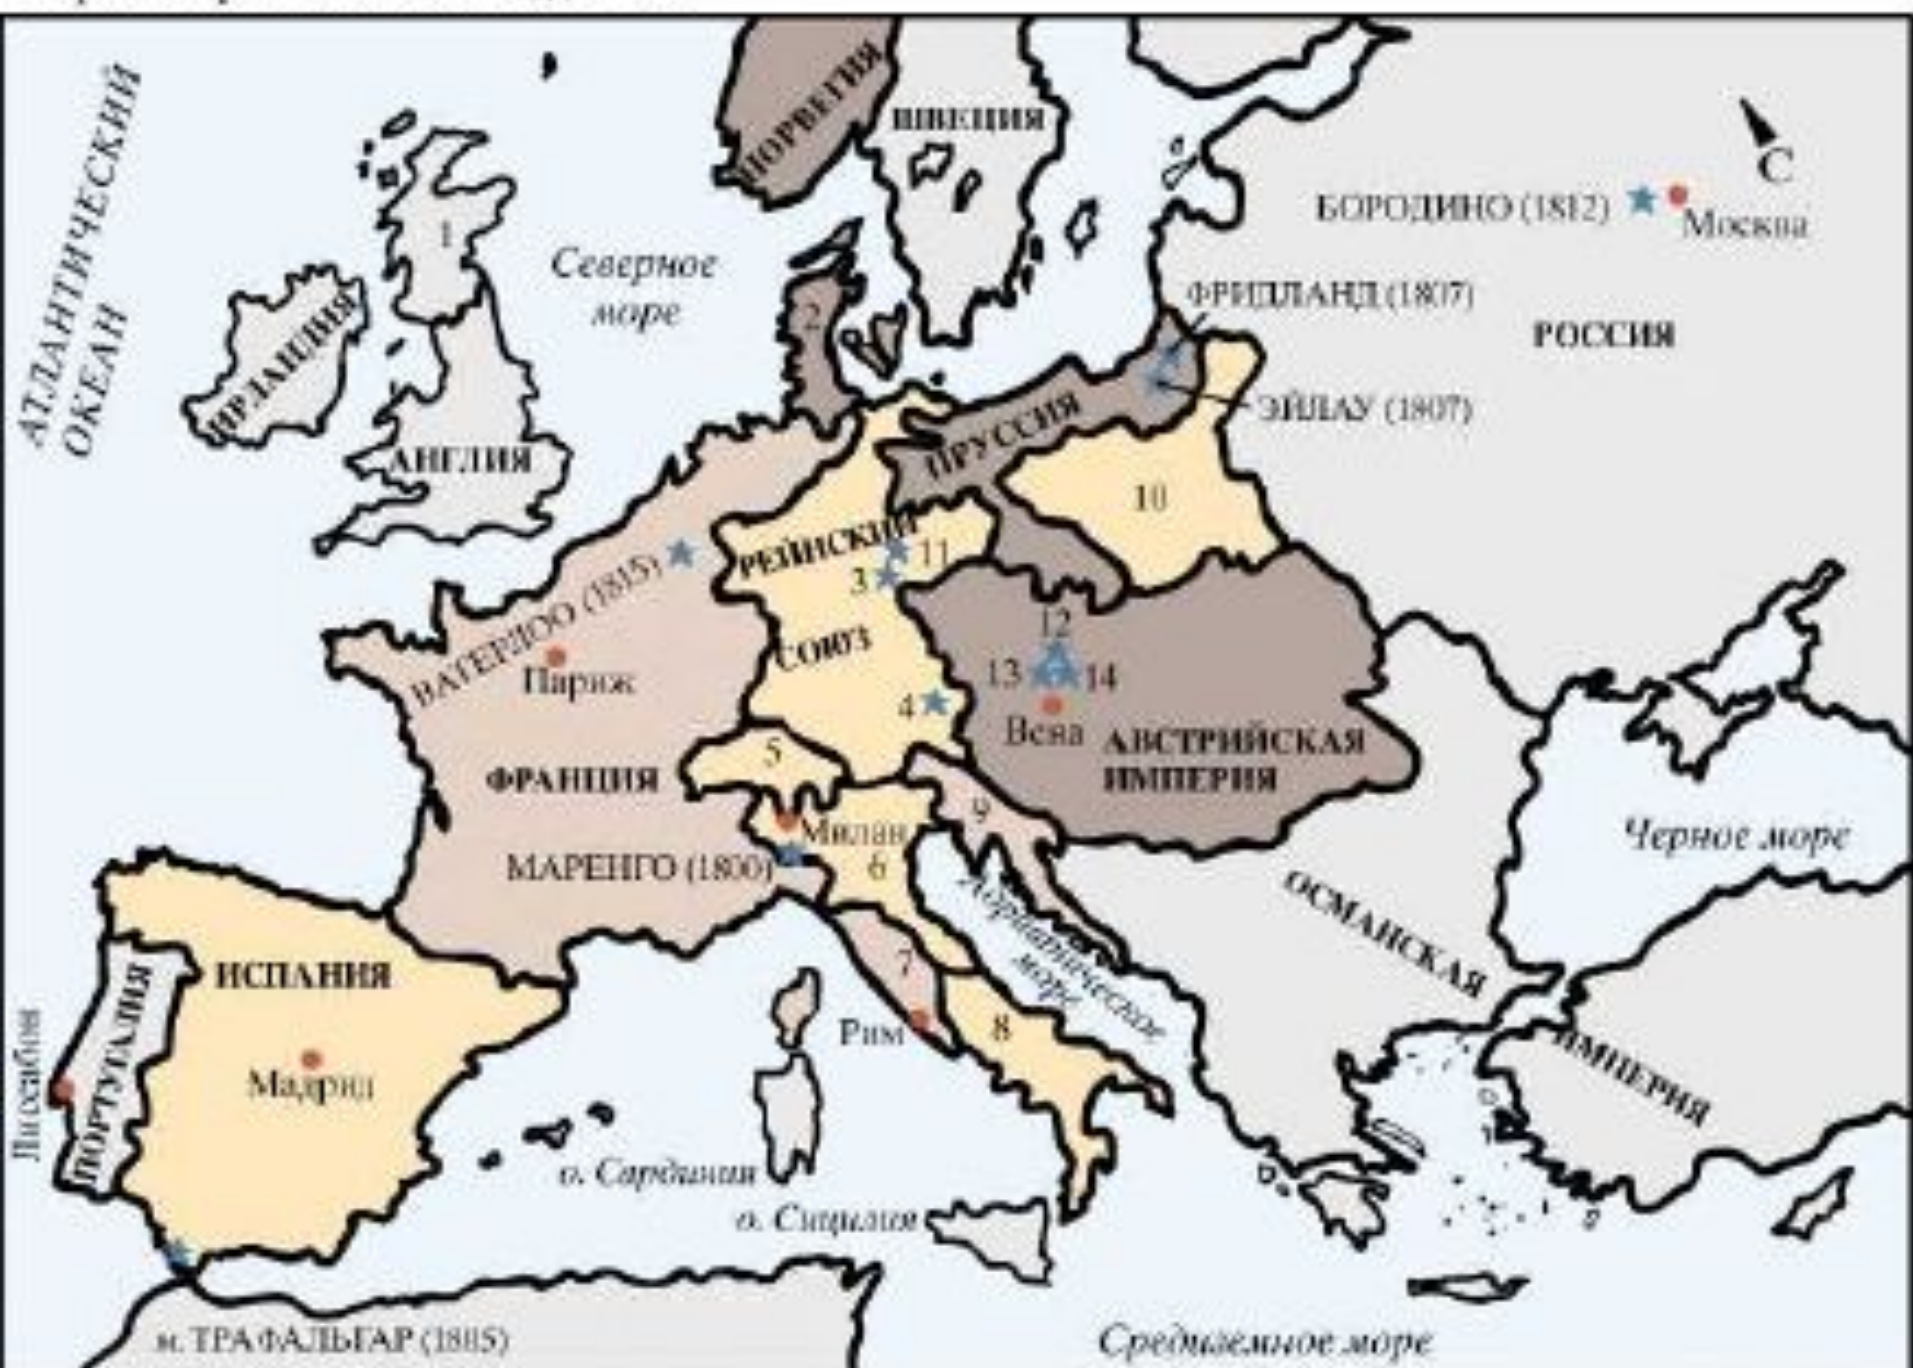 АТЛАНТИЧЕСКИЙ
ОКЕАН
НОРВЕГИЯ
ШВЕЦИЯ
С
БОРОДИНО (1812)
Москва
1
Северное
море
2
ФРИДЛАНД (1807)
РОССИЯ
ИРЛАНДИЯ
ЭЙЛАУ (1807)
ПРУССИЯ
АНГЛИЯ
10
РЕЙНСКИЙ
11
3
ВАТЕРЛОО (1815)
СОЮЗ
12
Париж
13
14
4
Вена
АВСТРИЙСКАЯ
ИМПЕРИЯ
5
ФРАНЦИЯ
9
Милан
МАРЕНГО (1800)
6
Черное море
Адриатическое
море
ОСМАНСКАЯ
ИМПЕРИЯ
7
ИСПАНИЯ
ПОРТУГАЛИЯ
Лиссабон
Рим
8
Мадрид
о. Сардиния
о. Сицилия
м. ТРАФАЛЬГАР (1885)
Средиземное море